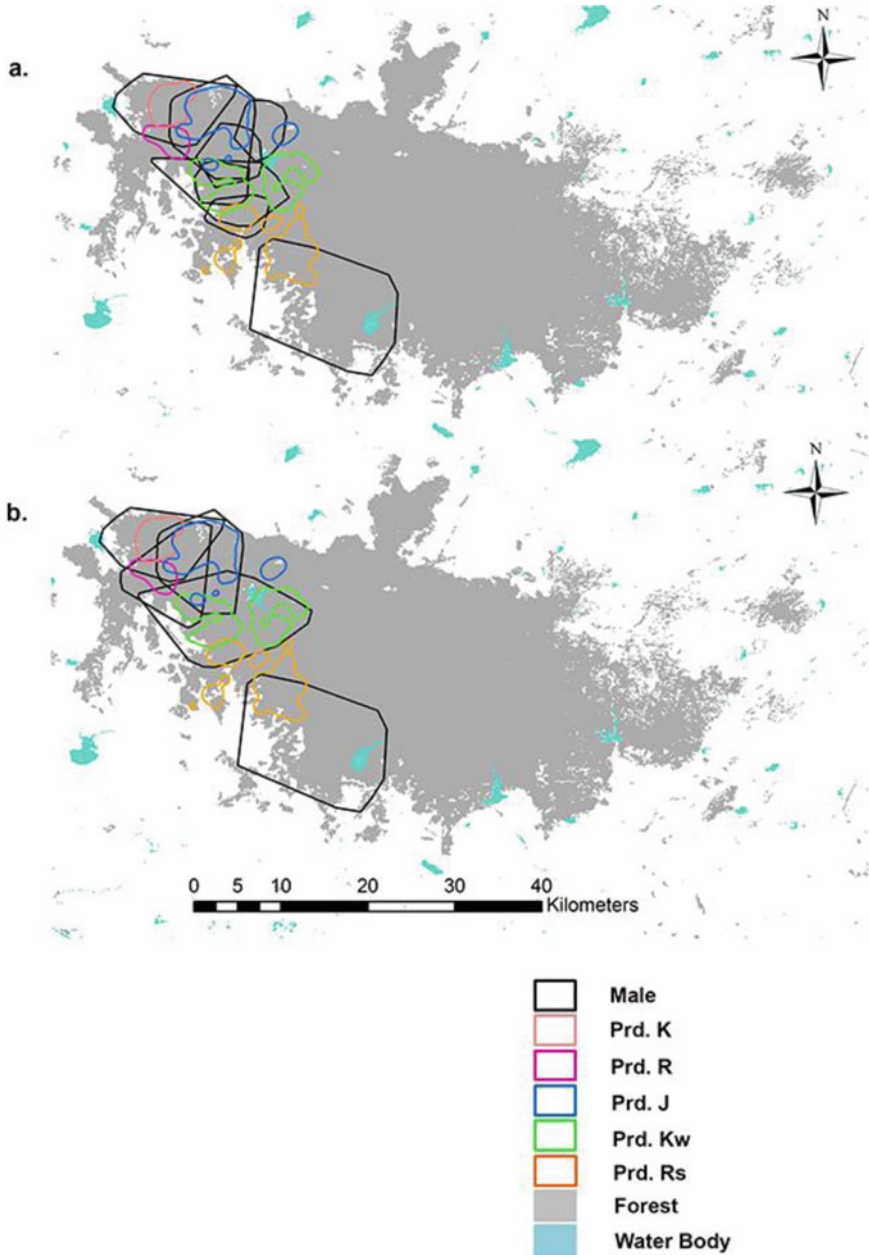 N
a.
N
b.
0 5 10 20 30 40
Kilometers
Male
Prd. K
Prd. R
Prd. J
Prd. Kw
Prd. Rs
Forest
Water Body